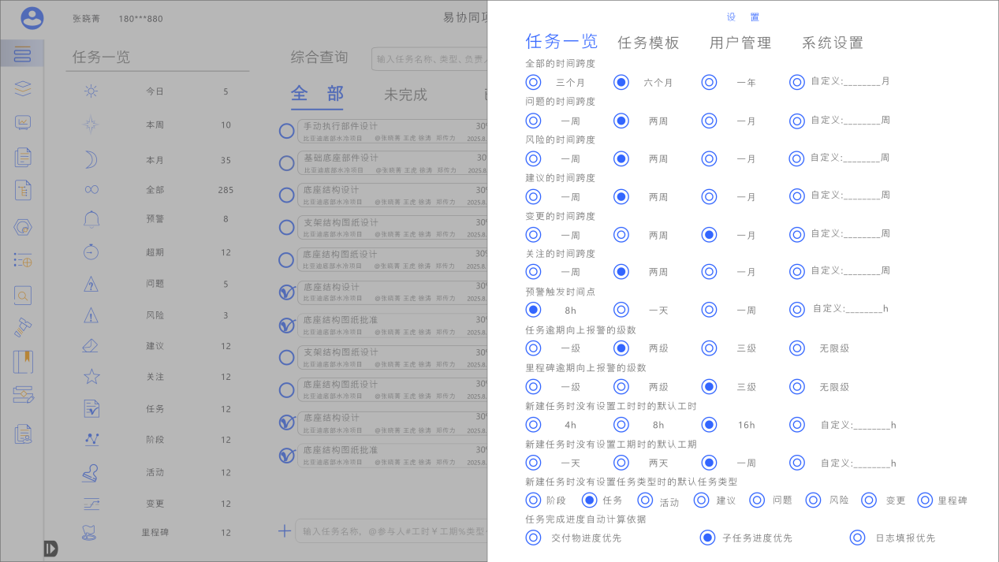 张晓菁 180***880
易协同项
任务一览
今日 5
本周 10
本月 35
全部 285
预警 8
超期 12
问题 5
风险 3
建议 12
关注 12
任务 12
阶段 12
活动 12
变更 12
里程碑 12
综合查询 输入任务名称、类型、负责
全 部 未完成
手动执行部件设计 30%
比亚迪底部水冷项目 @张晓菁 王虎 徐涛 郑传力 2025.8.
基础底座部件设计 30
比亚迪底部水冷项目 @张晓菁 王虎 徐涛 郑传力 2025.8
底座结构设计 30%
比亚迪底部水冷项目 @张晓菁 王虎 徐涛 郑传力 2025.8.
支架结构图纸设计 30%
比亚迪底部水冷项目 @张晓菁 王虎 徐涛 郑传力 2025.8.
底座结构图纸设计 30%
比亚迪底部水冷项目 @张晓菁 王虎 徐涛 郑传力 2025.8.
底座结构设计 30%
比亚迪底部水冷项目 @张晓菁 王虎 徐涛 郑传力 2025.8.
底座结构图纸批准 30%
比亚迪底部水冷项目 @张晓菁 王虎 徐涛 郑传力 2025.8.
支架结构图纸设计 30%
比亚迪底部水冷项目 @张晓菁 王虎 徐涛 郑传力 2025.8.
底座结构图纸设计 30%
比亚迪底部水冷项目 @张晓菁 王虎 徐涛 郑传力 2025.8.
底座结构设计 30%
比亚迪底部水冷项目 @张晓菁 王虎 徐涛 郑传力 2025.8.
底座结构图纸批准 30%
比亚迪底部水冷项目 @张晓菁 王虎 徐涛 郑传力 2025.8.
输入任务名称，@参与人#工时￥工期%类型
设 置
任务一览 任务模板 用户管理 系统设置
全部的时间跨度
三个月 六个月 一年 自定义:_______月
问题的时间跨度
一周 两周 一月 自定义:_______周
风险的时间跨度
一周 两周 一月 自定义:_______周
建议的时间跨度
一周 两周 一月 自定义:_______周
变更的时间跨度
一周 两周 一月 自定义:_______周
关注的时间跨度
一周 两周 一月 自定义:_______周
预警触发时间点
8h 一天 一周 自定义:_______h
任务逾期向上报警的级数
一级 两级 三级 无限级
里程碑逾期向上报警的级数
一级 两级 三级 无限级
新建任务时没有设置工时时的默认工时
4h 8h 16h 自定义:________h
新建任务时没有设置工期时的默认工期
一天 两天 一周 自定义:________h
新建任务时没有设置任务类型时的默认任务类型
阶段 任务 活动 建议 问题 风险 变更 里程碑
任务完成进度自动计算依据
交付物进度优先 子任务进度优先 日志填报优先